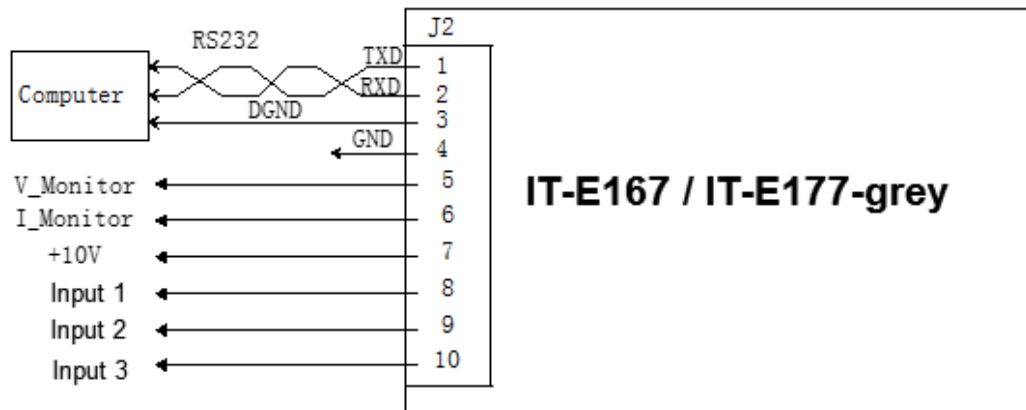 J2
RS232
TXD
1
Computer
RXD
2
DGND
3
GND
4
V_Monitor
5
IT-E167 / IT-E177-grey
I_Monitor
6
+10V
7
Input 1
8
Input 2
9
Input 3
10